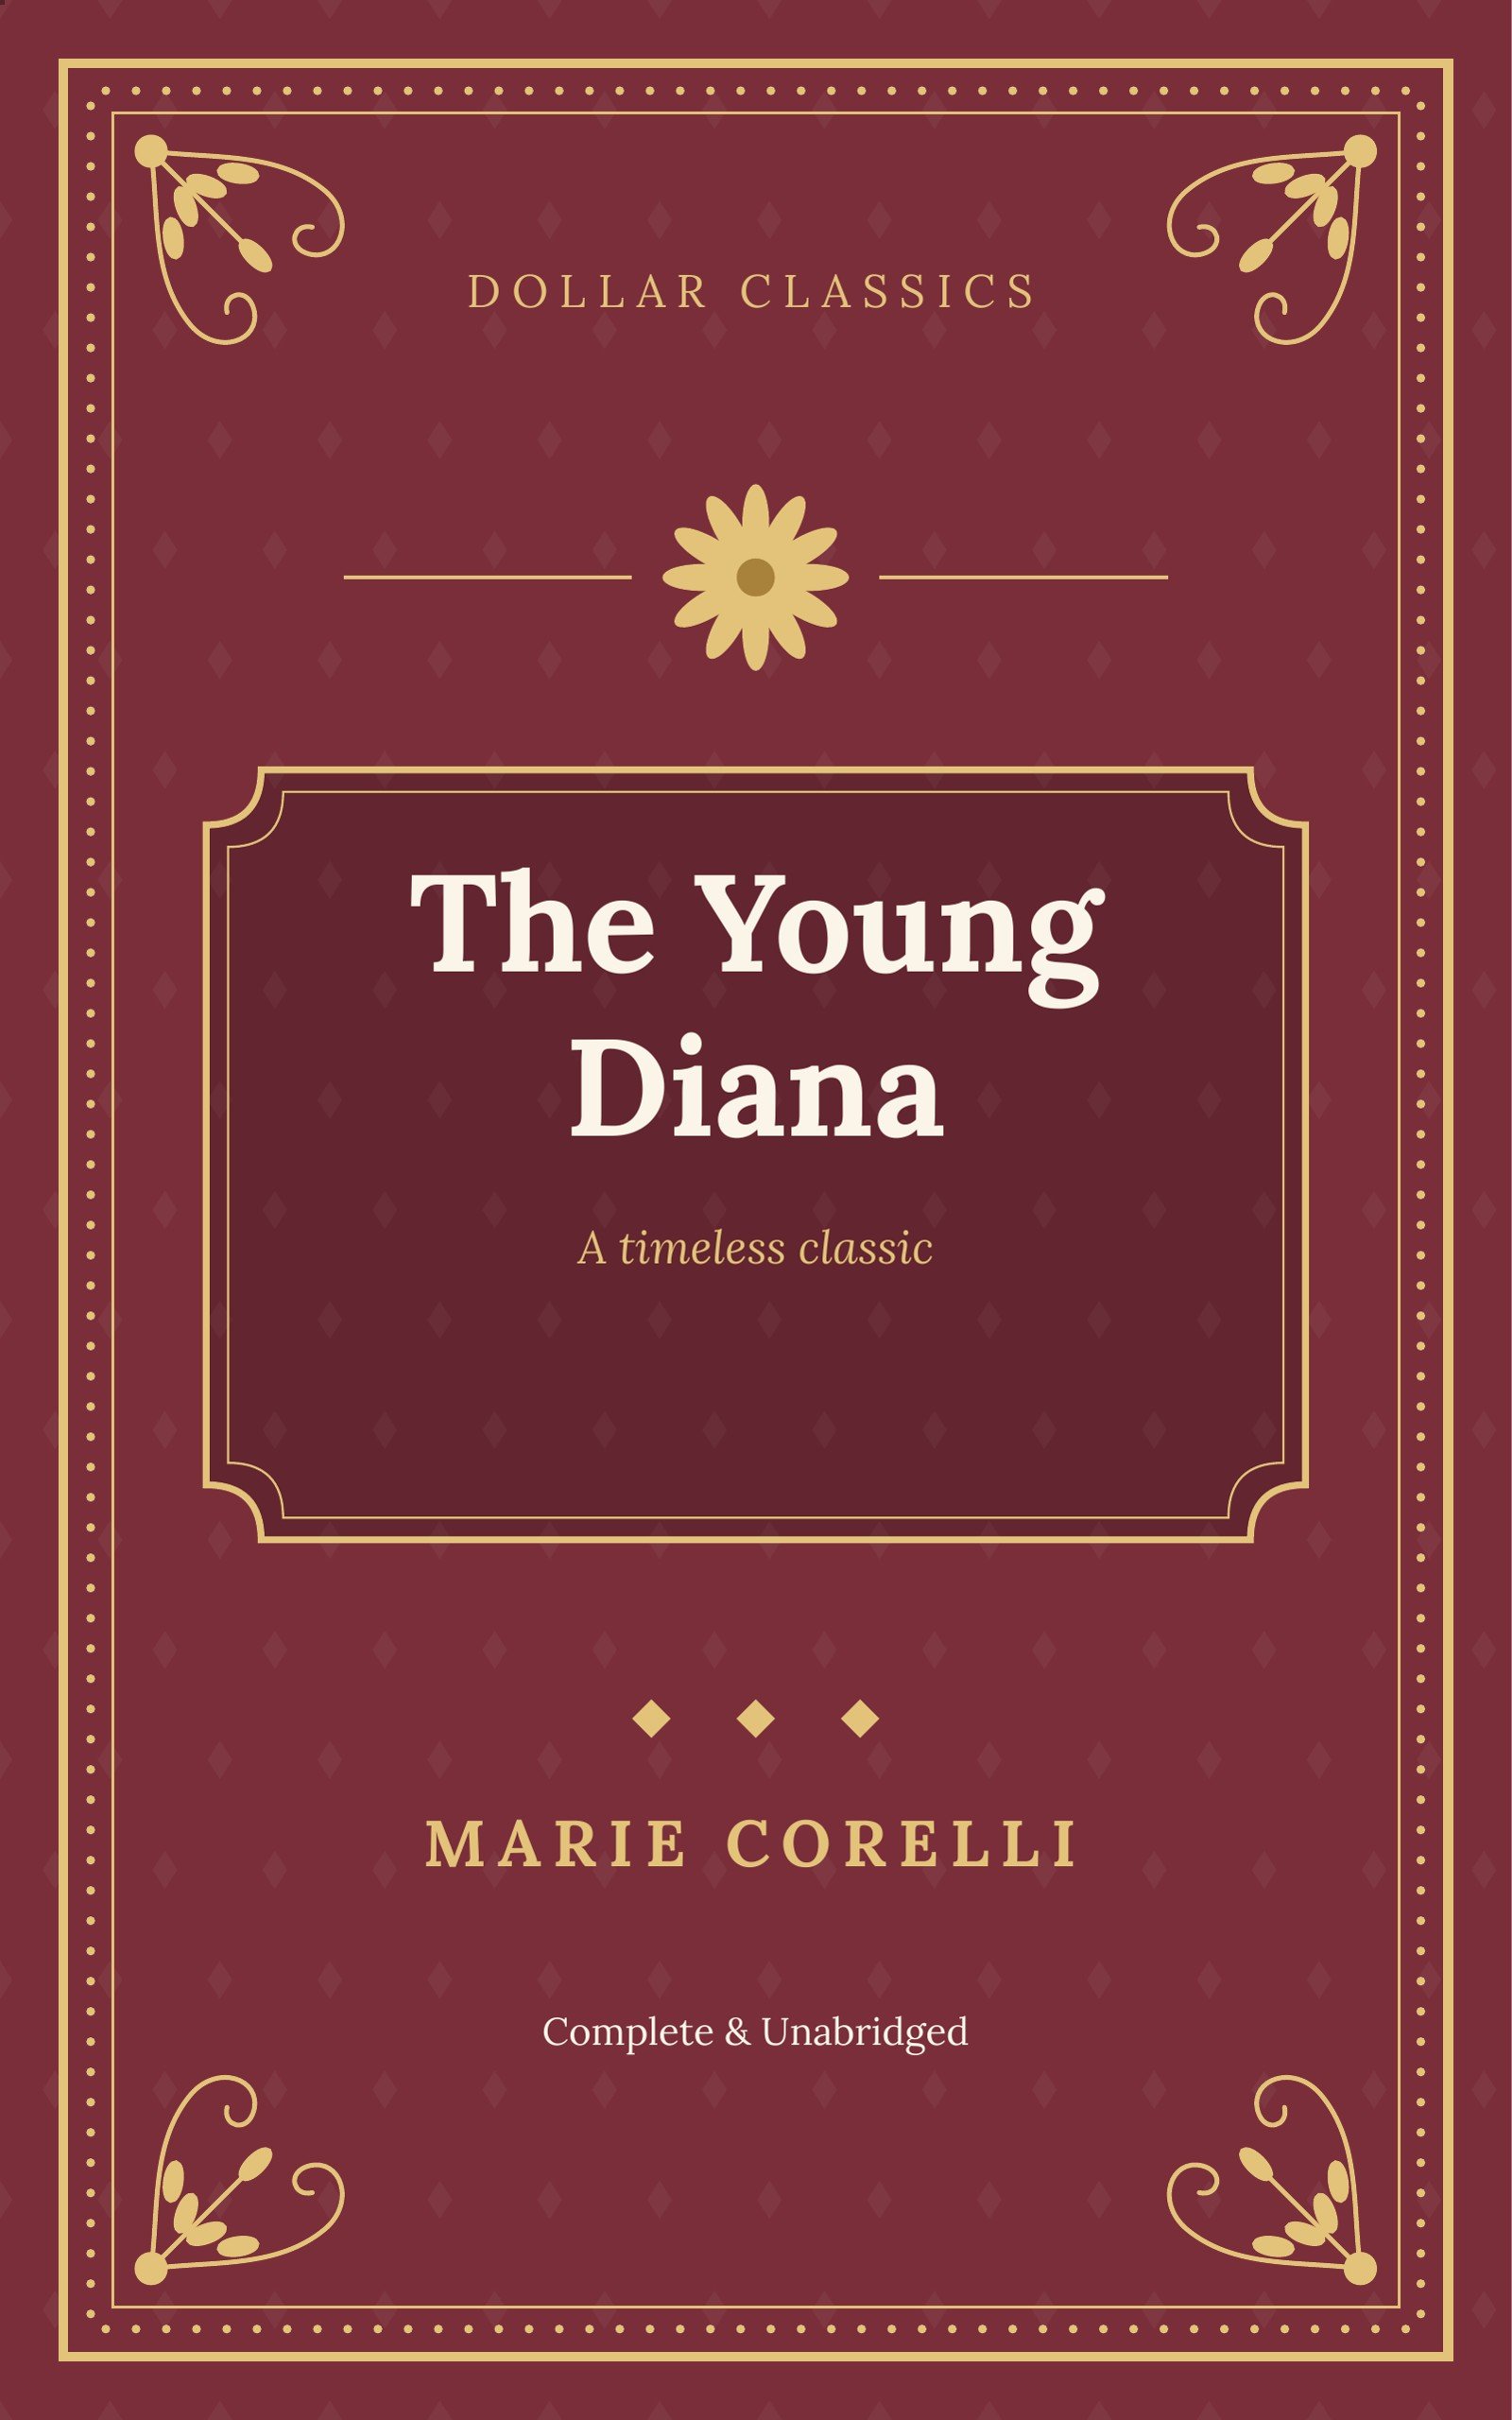 DOLLAR CLASSICS
The Young
Diana
A timeless classic
MARIE CORELLI
Complete & Unabridged